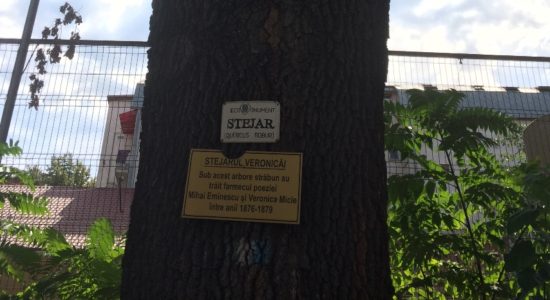 ECOMONUMENT
STEJAR
(QUERCUS ROBUR)
STEJARUL VERONICĂI
Sub acest arbore străbun au
trăit farmecul poeziei
Mihai Eminescu și Veronica Micle
între anii 1876-1879